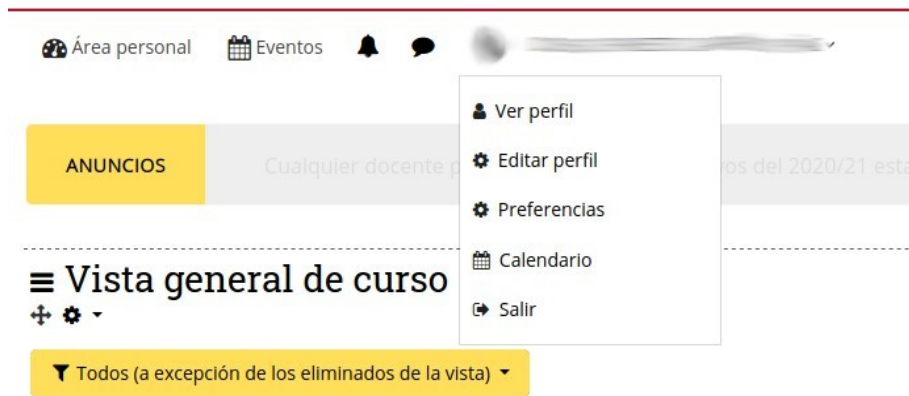 Área personal Eventos
Ver perfil
ANUNCIOS Cualquier docente p vos del 2020/21 esta
Editar perfil
Preferencias
Calendario
Vista general de curso
Salir
Todos (a excepción de los eliminados de la vista)